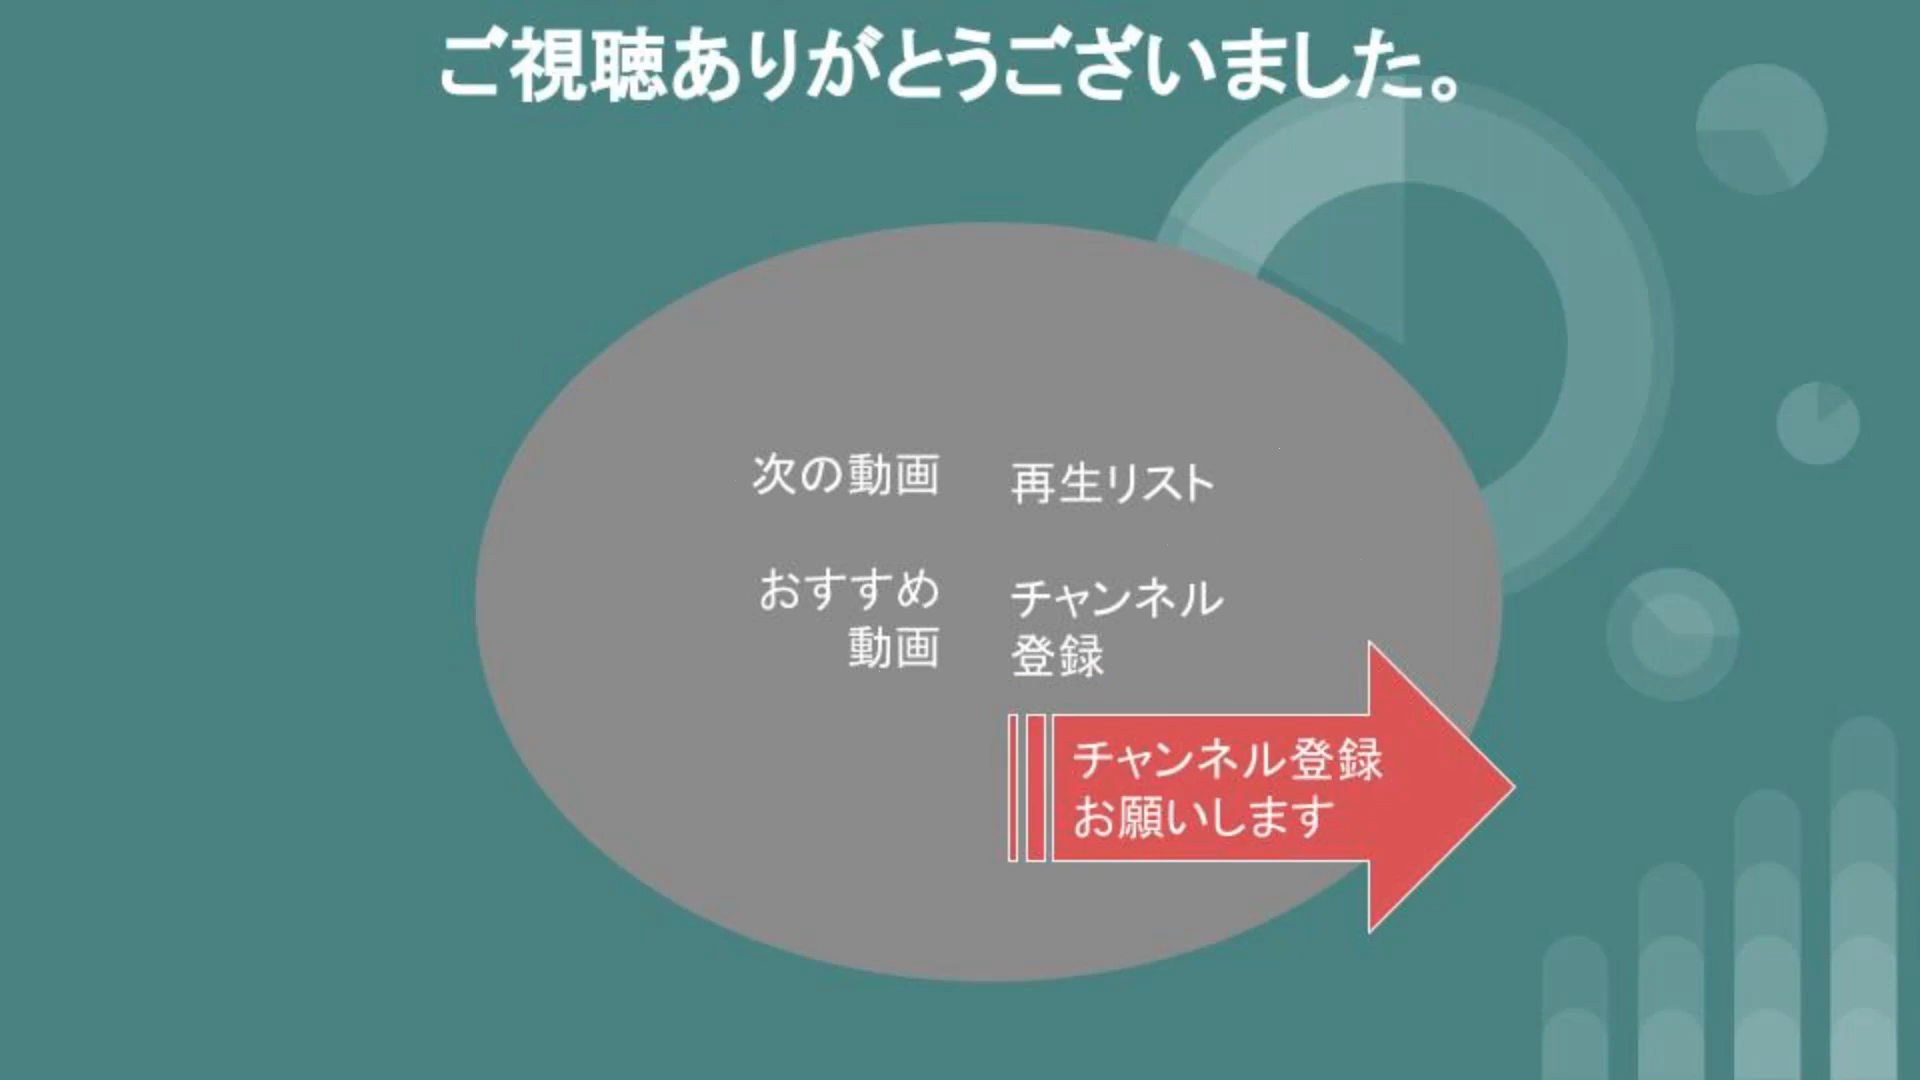 ご視聴ありがとうございました。
次の動画
再生リスト
おすすめ
動画
チャンネル
登録
チャンネル登録
お願いします